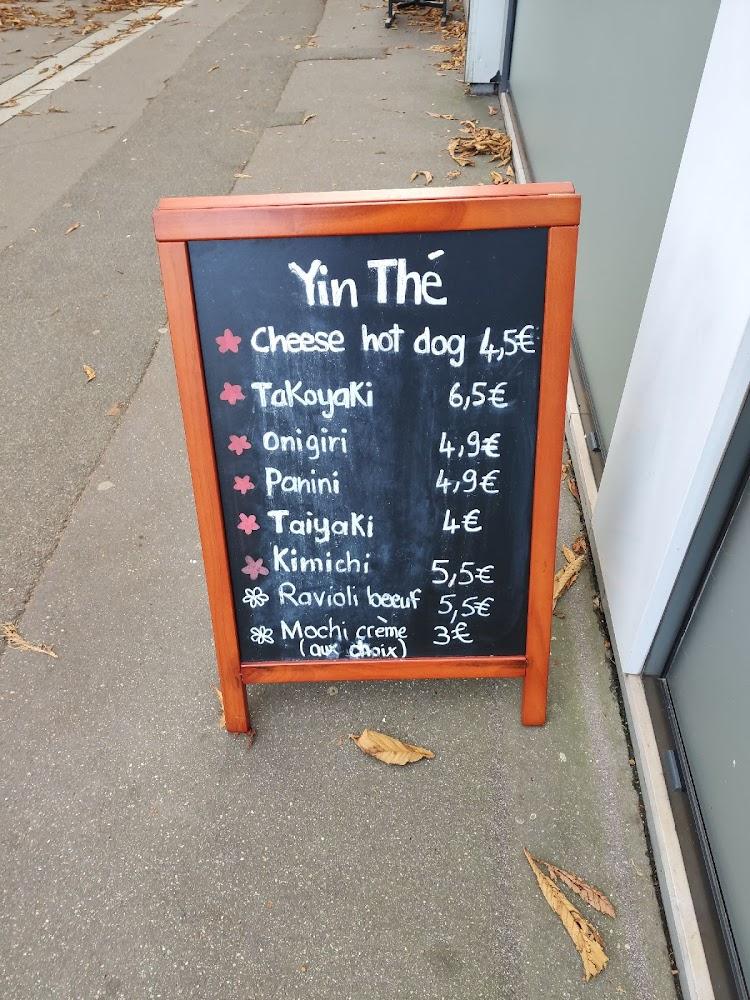 Yin Thé
Cheese hot dog 4,5€
Takoyaki 6,5€
onigiri 4,9€
Panini 4,9€
Taiyaki 4€
Kimichi 5,5€
Ravioli beeuf 5,5€
Mochi crème 3€
(aux choix)